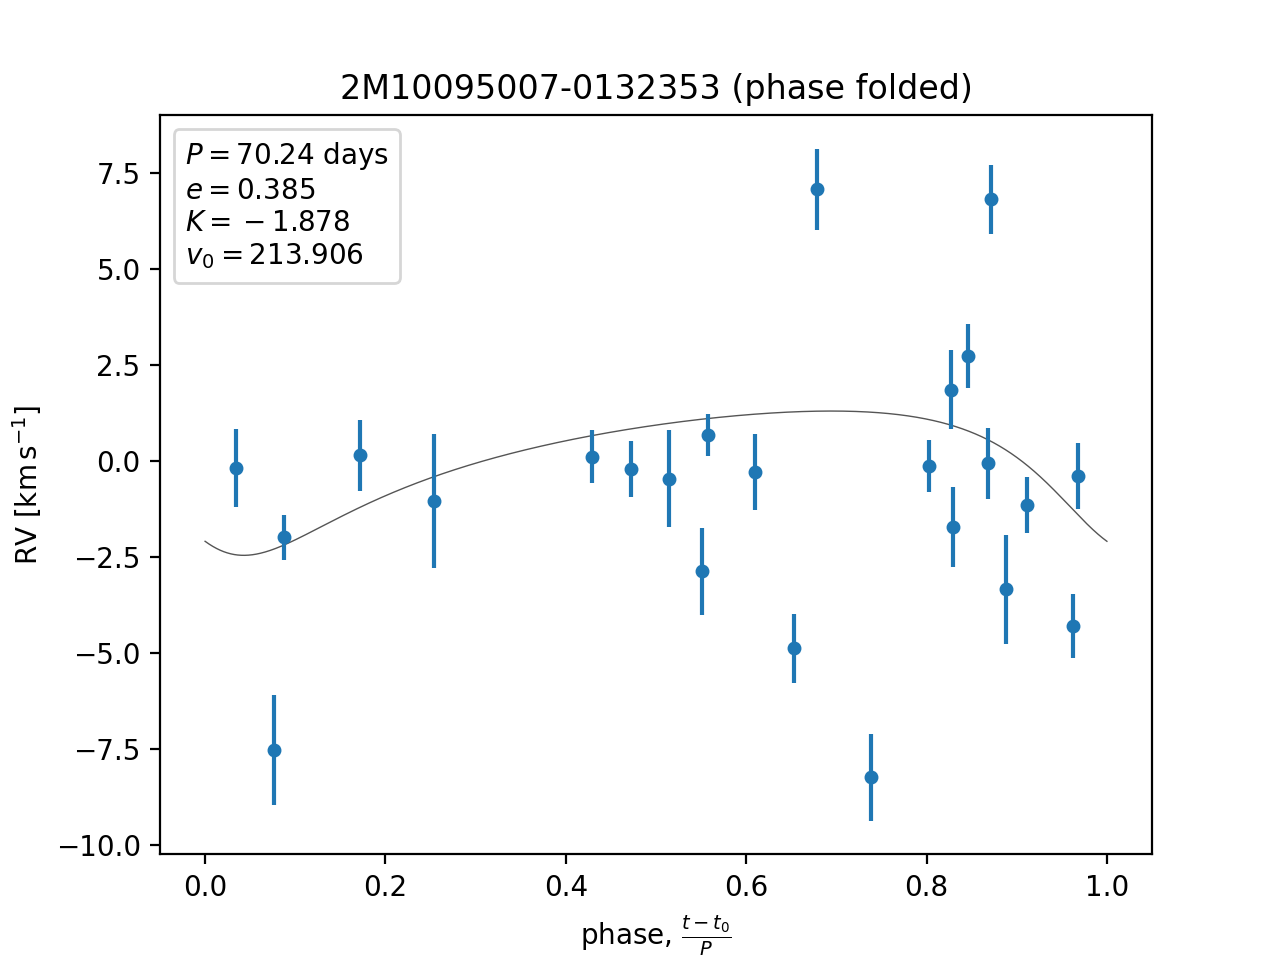 2M10095007-0132353 (phase folded)
P = 70.24 days
e = 0.385
K = −1.878
v₀ = 213.906
7.5
5.0
2.5
0.0
−2.5
−5.0
−7.5
−10.0
RV [km s⁻¹]
0.0 0.2 0.4 0.6 0.8 1.0
phase, (t − t₀)/P